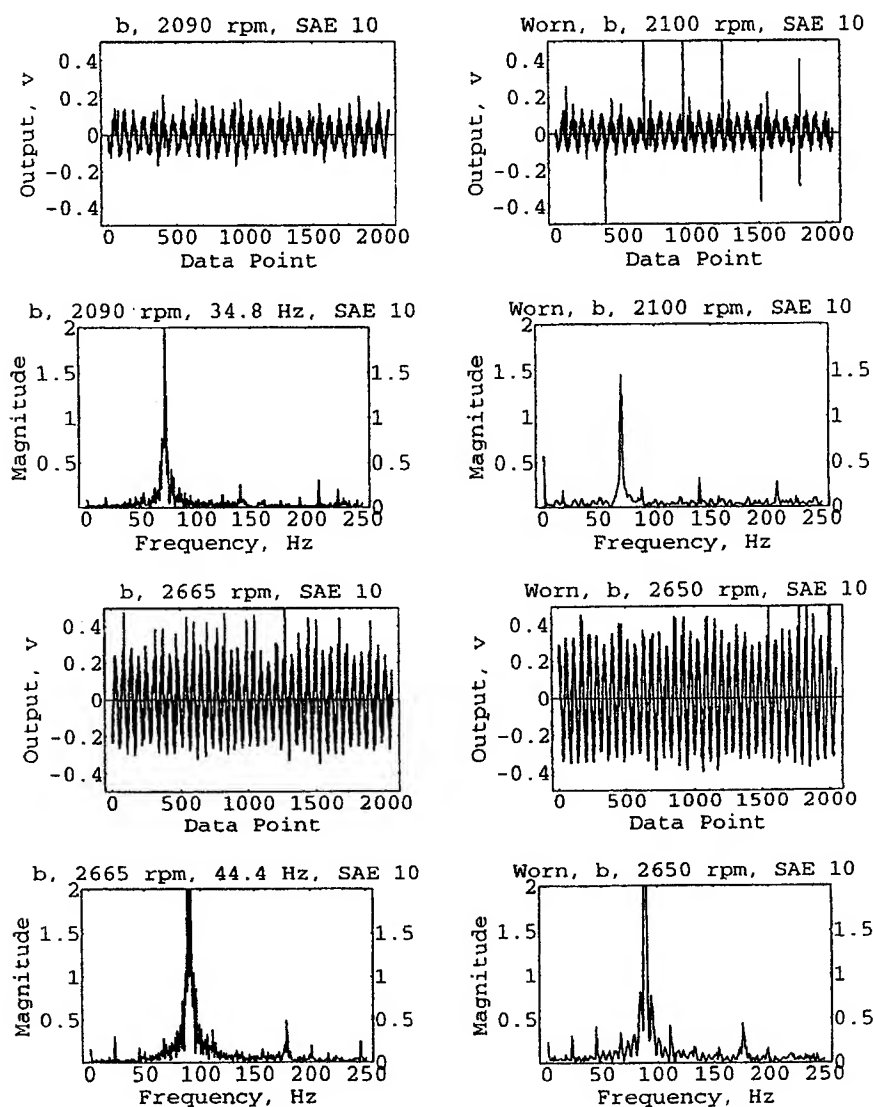 b, 2090 rpm, SAE 10
Output, v
0.4
0.2
0
-0.2
-0.4
0 500 1000 1500 2000
Data Point
Worn, b, 2100 rpm, SAE 10
Output, v
0.4
0.2
0
-0.2
-0.4
0 500 1000 1500 2000
Data Point
b, 2090 rpm, 34.8 Hz, SAE 10
Magnitude
2
1.5
1
0.5
1.5
1
0.5
0
0 50 100 150 200 250
Frequency, Hz
Worn, b, 2100 rpm, SAE 10
Magnitude
2
1.5
1
0.5
1.5
1
0.5
0
0 50 100 150 200 250
Frequency, Hz
b, 2665 rpm, SAE 10
Output, v
0.4
0.2
0
-0.2
-0.4
0 500 1000 1500 2000
Data Point
Worn, b, 2650 rpm, SAE 10
Output, v
0.4
0.2
0
-0.2
-0.4
0 500 1000 1500 2000
Data Point
b, 2665 rpm, 44.4 Hz, SAE 10
Magnitude
2
1.5
1
0.5
1.5
1
0.5
0
0 50 100 150 200 250
Frequency, Hz
Worn, b, 2650 rpm, SAE 10
Magnitude
2
1.5
1
0.5
1.5
1
0.5
0
0 50 100 150 200 250
Frequency, Hz